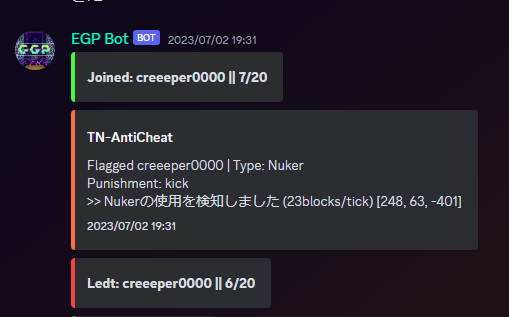 EGP Bot BOT 2023/07/02 19:31
EGP
Joined: creeeper0000 || 7/20
TN-AntiCheat
Flagged creeeper0000 | Type: Nuker
Punishment: kick
>> Nukerの使用を検知しました (23blocks/tick) [248, 63, -401]
2023/07/02 19:31
Ledt: creeeper0000 || 6/20